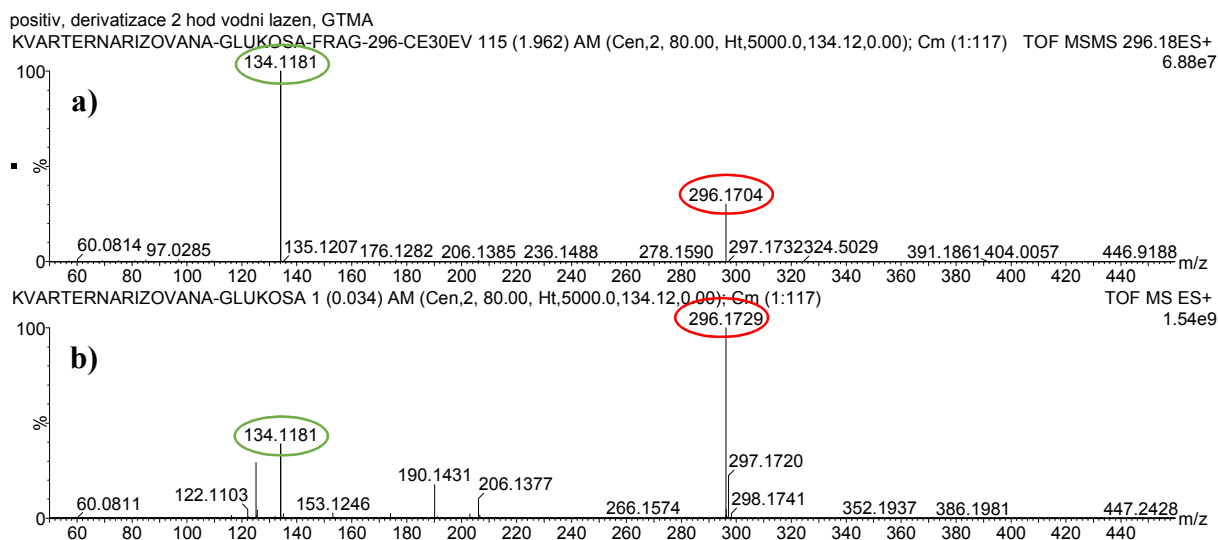 positiv, derivatizace 2 hod vodni lazen, GTMA
KVARTERNARIZOVANA-GLUKOSA-FRAG-296-CE30EV 115 (1.962) AM (Cen,2, 80.00, Ht,5000.0,134.12,0.00); Cm (1:117) TOF MSMS 296.18ES+
6.88e7
134.1181
100
a)
%
296.1704
60.0814 97.0285 135.1207 176.1282 206.1385 236.1488 278.1590 297.1732 324.5029 391.1861 404.0057 446.9188
0
60 80 100 120 140 160 180 200 220 240 260 280 300 320 340 360 380 400 420 440 m/z
KVARTERNARIZOVANA-GLUKOSA 1 (0.034) AM (Cen,2, 80.00, Ht,5000.0,134.12,0.00); Cm (1:117) TOF MS ES+
1.54e9
296.1729
100
b)
%
134.1181
190.1431
297.1720
206.1377
122.1103
298.1741
60.0811 153.1246 266.1574 352.1937 386.1981 447.2428
0
60 80 100 120 140 160 180 200 220 240 260 280 300 320 340 360 380 400 420 440 m/z